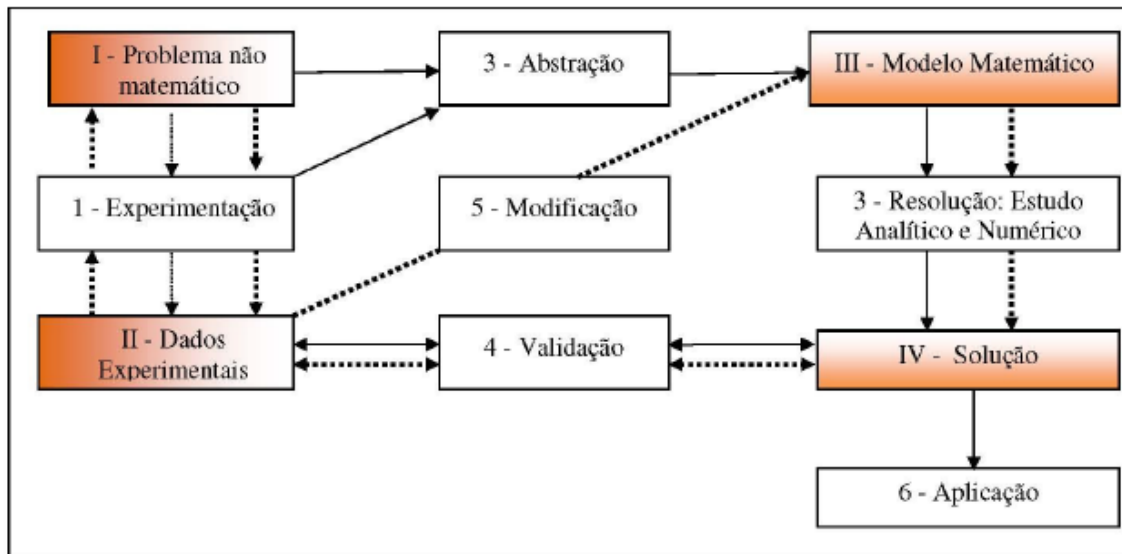 I - Problema não
matemático
3 - Abstração
III - Modelo Matemático
1 - Experimentação
5 - Modificação
3 - Resolução: Estudo
Analítico e Numérico
II - Dados
Experimentais
4 - Validação
IV - Solução
6 - Aplicação